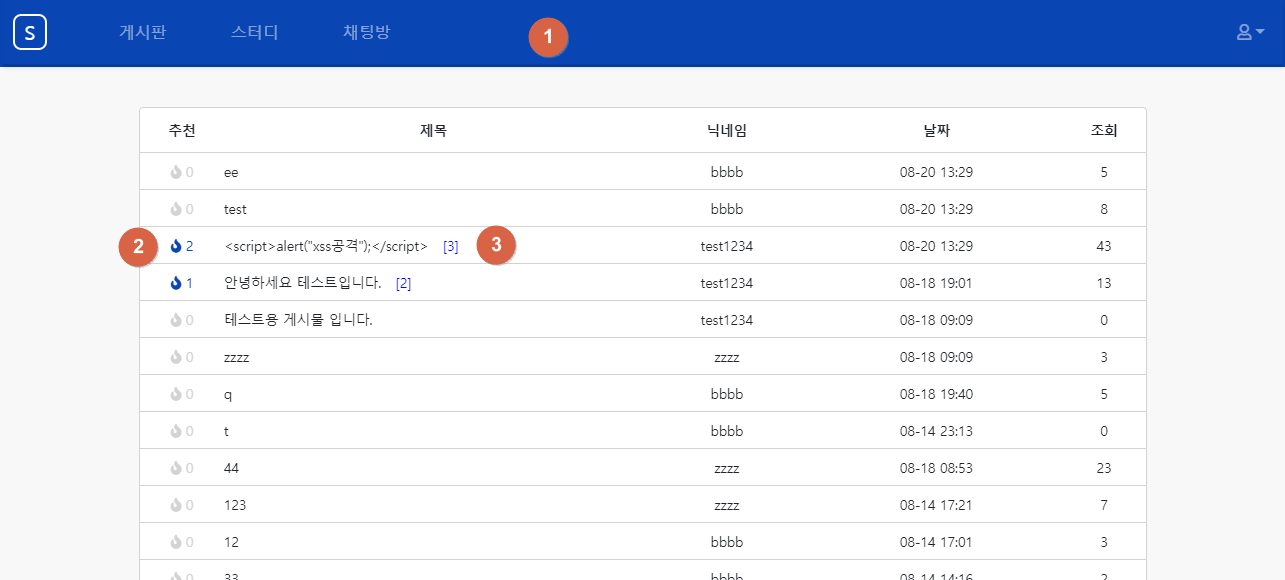 S 게시판 스터디 채팅방 1
추천 제목 닉네임 날짜 조회
0 ee bbbb 08-20 13:29 5
0 test bbbb 08-20 13:29 8
2 2 <script>alert("xss공격");</script> [3] 3 test1234 08-20 13:29 43
1 안녕하세요 테스트입니다. [2] test1234 08-18 19:01 13
0 테스트용 게시물 입니다. test1234 08-18 09:09 0
0 zzzz zzzz 08-18 09:09 3
0 q bbbb 08-18 19:40 5
0 t bbbb 08-14 23:13 0
0 44 zzzz 08-18 08:53 23
0 123 zzzz 08-14 17:21 7
0 12 bbbb 08-14 17:01 3
0 33 bbbb 08-14 14:16 2